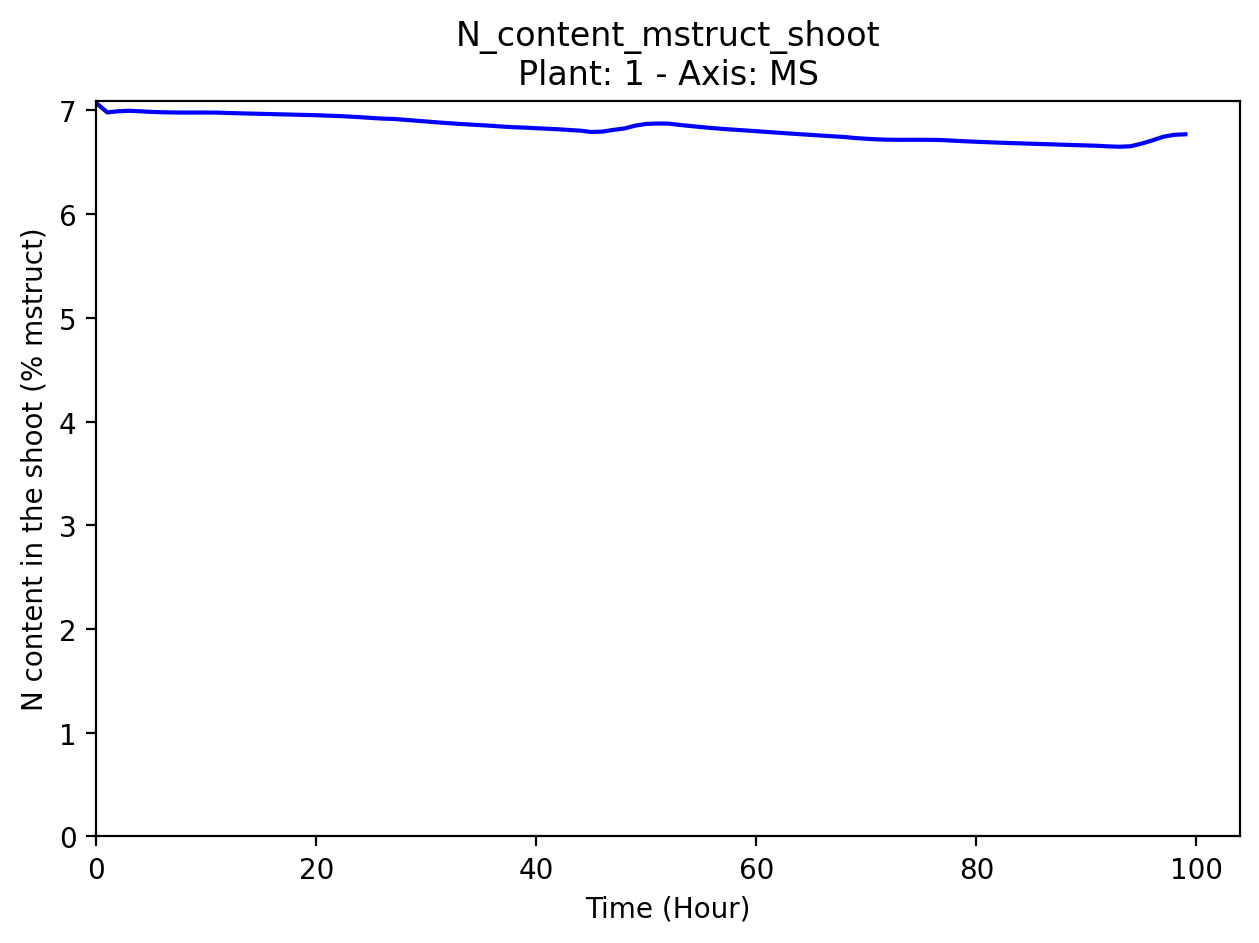 N_content_mstruct_shoot
Plant: 1 - Axis: MS
N content in the shoot (% mstruct)
7
6
5
4
3
2
1
0
0 20 40 60 80 100
Time (Hour)